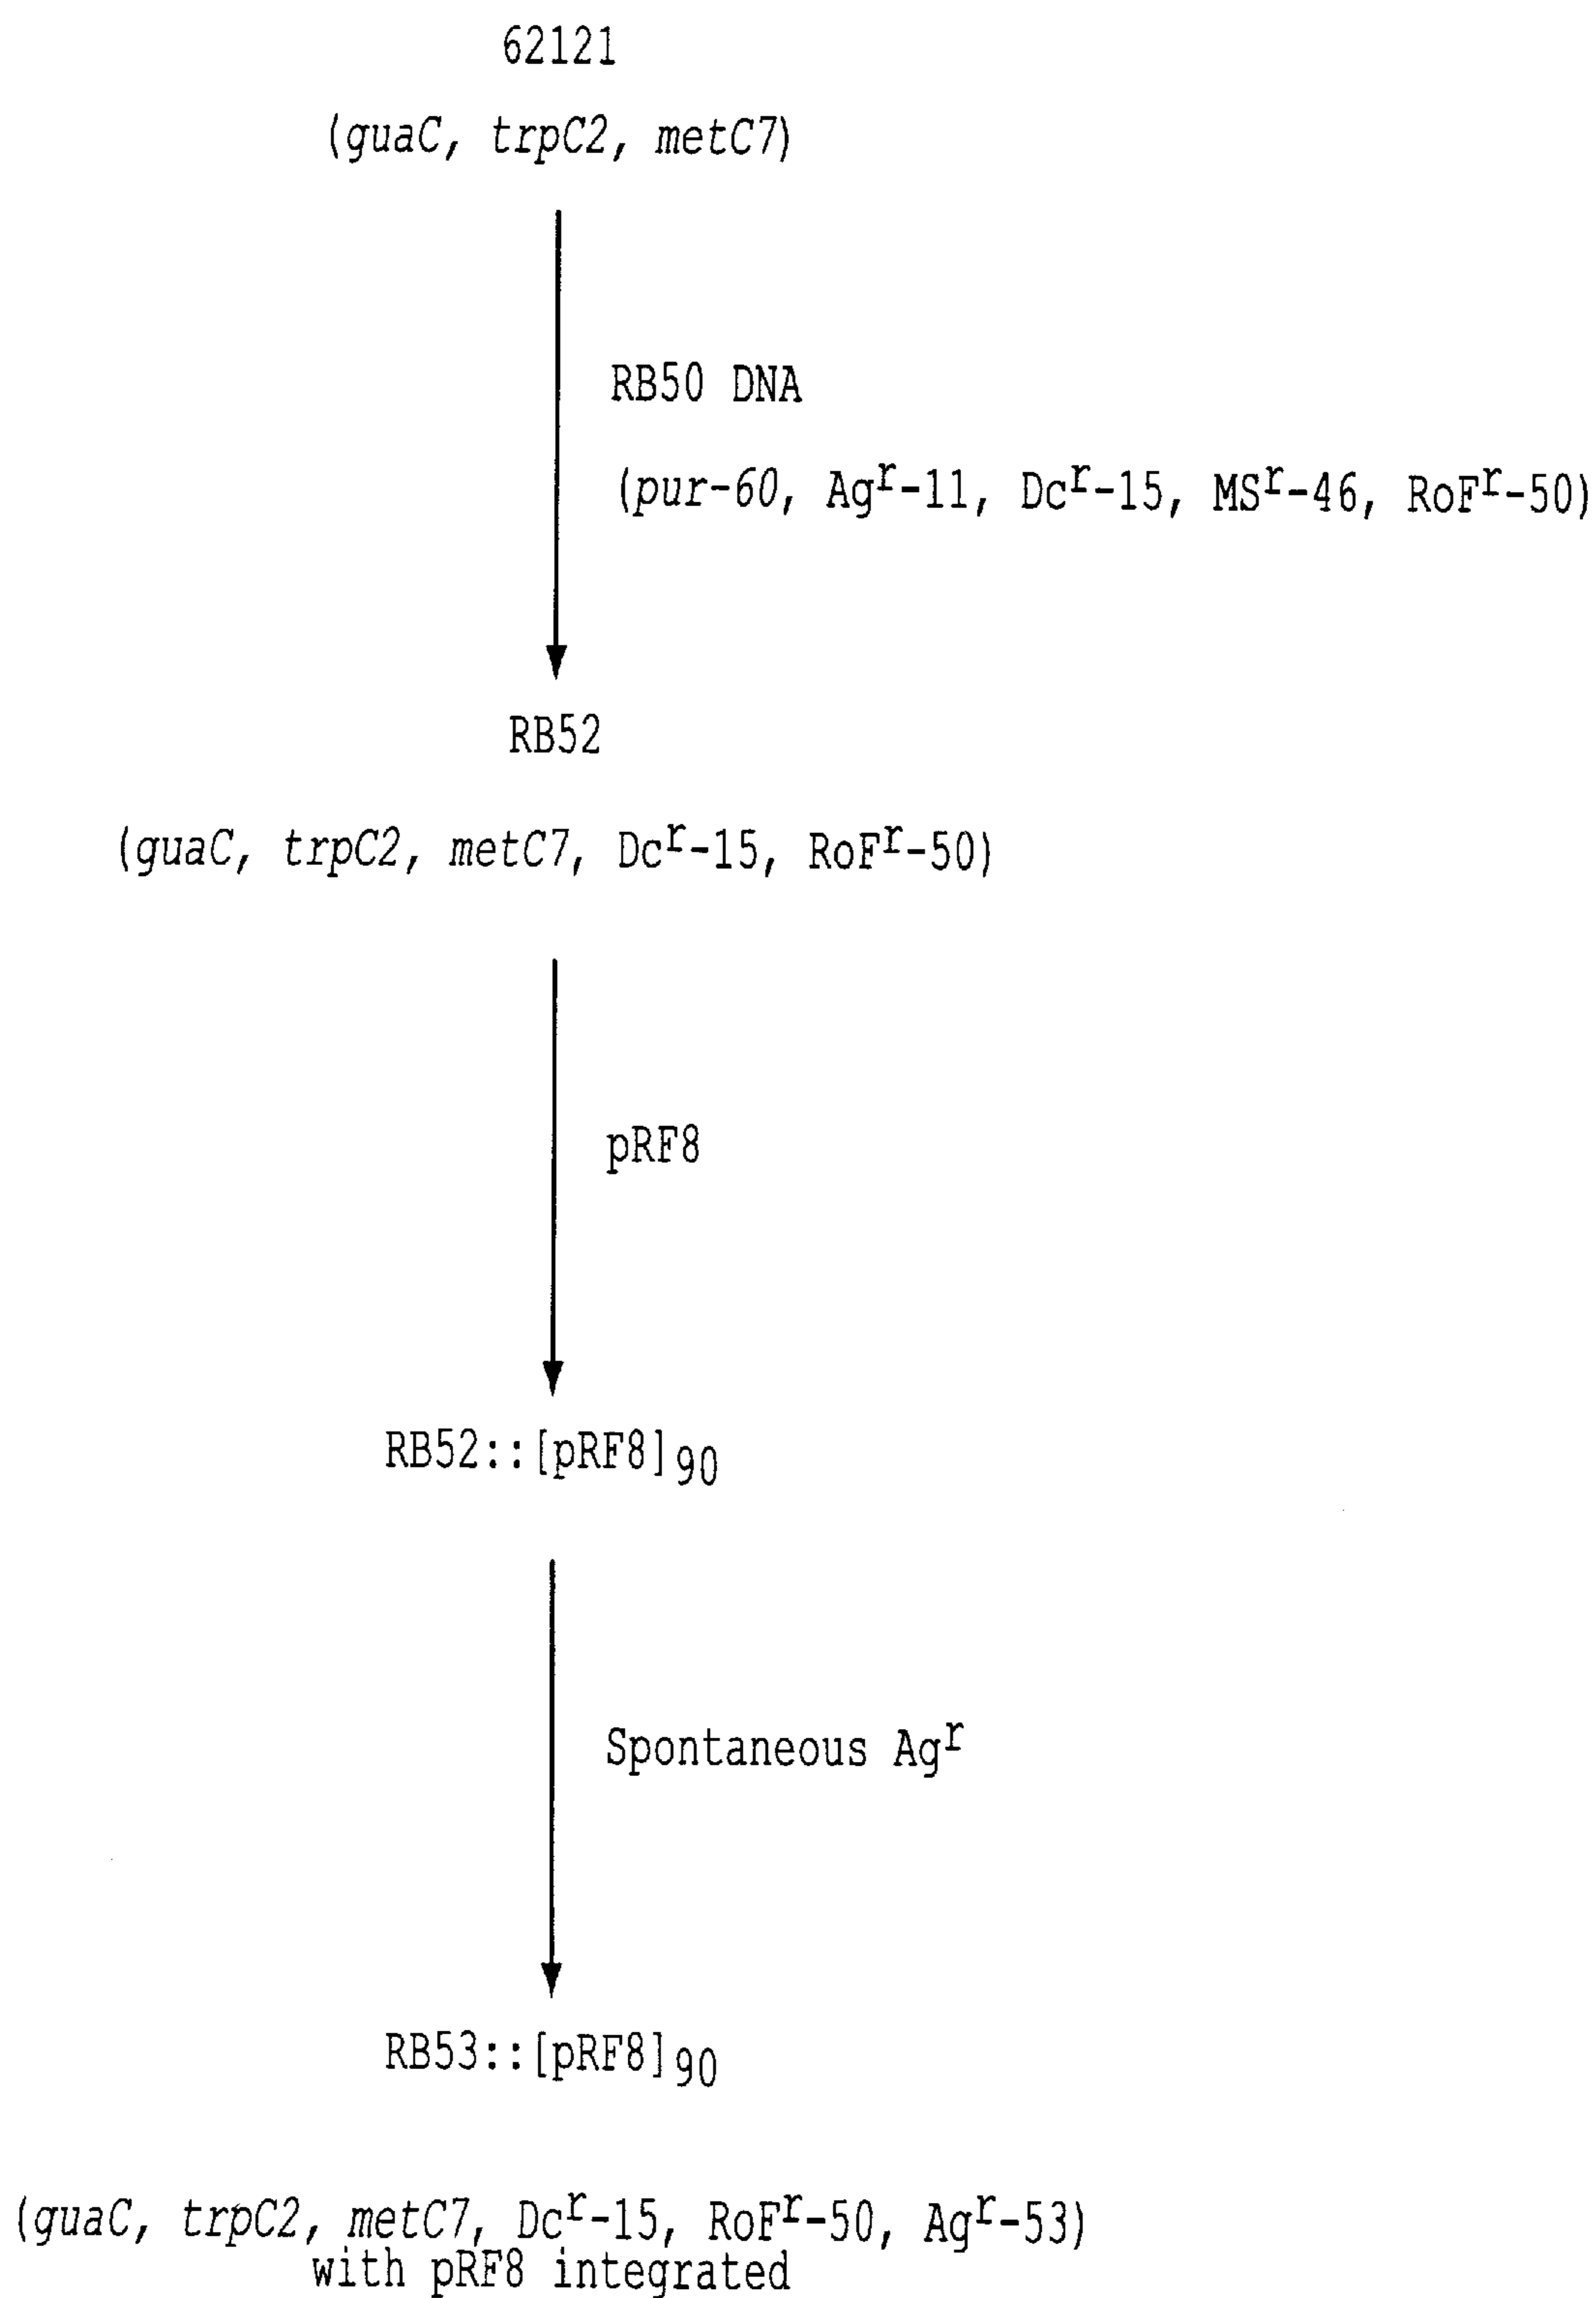 62121
(guaC, trpC2, metC7)
RB50 DNA
(pur-60, Agʳ-11, Dcʳ-15, MSʳ-46, RoFʳ-50)
RB52
(guaC, trpC2, metC7, Dcʳ-15, RoFʳ-50)
pRF8
RB52::[pRF8]₉₀
Spontaneous Agʳ
RB53::[pRF8]₉₀
(guaC, trpC2, metC7, Dcʳ-15, RoFʳ-50, Agʳ-53)
with pRF8 integrated